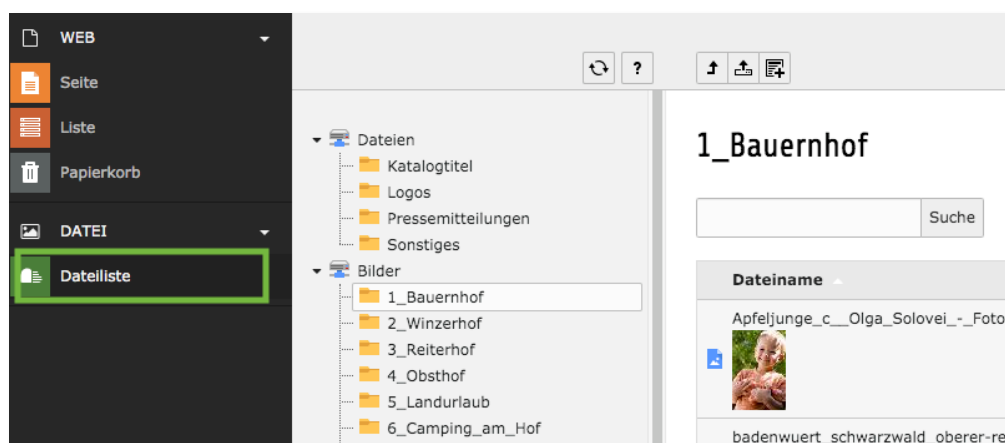 WEB
Seite
Liste
Papierkorb
DATEI
Dateiliste
?
Dateien
Katalogtitel
Logos
Pressemitteilungen
Sonstiges
Bilder
1_Bauernhof
2_Winzerhof
3_Reiterhof
4_Obsthof
5_Landurlaub
6_Camping_am_Hof
1_Bauernhof
Suche
Dateiname
Apfeljunge_c__Olga_Solovei_-_Foto
badenwuert_schwarzwald_oberer-re